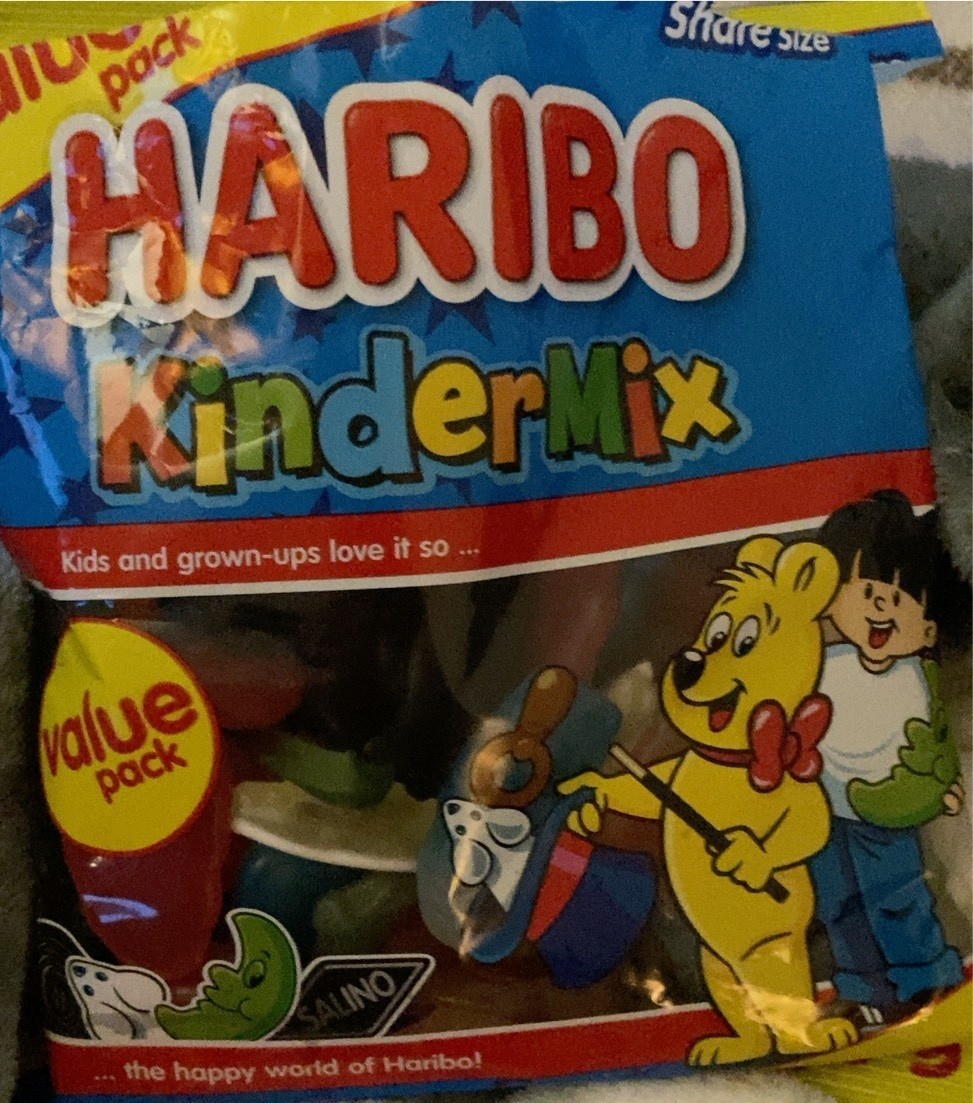 value
pack
Share Size
HARIBO
KinderMix
Kids and grown-ups love it so ...
value
pack
SALINO
... the happy world of Haribo!